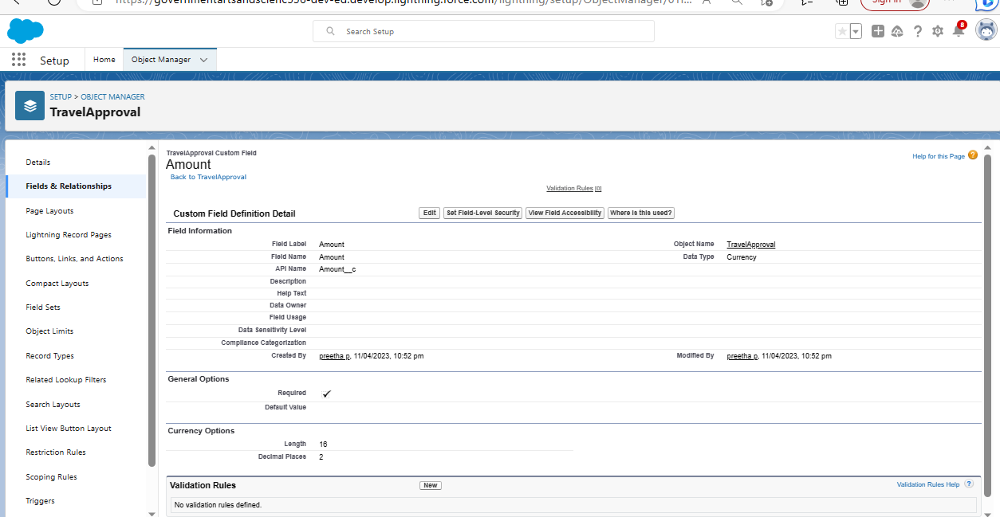 https://governmentartsandscienc556-dev-ed.develop.lightning.force.com/lightning/setup/ObjectManager/01I...
Sign in
Search Setup
8
Setup
Home
Object Manager
SETUP > OBJECT MANAGER
TravelApproval
Details
Fields & Relationships
Page Layouts
Lightning Record Pages
Buttons, Links, and Actions
Compact Layouts
Field Sets
Object Limits
Record Types
Related Lookup Filters
Search Layouts
List View Button Layout
Restriction Rules
Scoping Rules
Triggers
TravelApproval Custom Field
Amount
Back to TravelApproval
Help for this Page ?
Validation Rules [0]
Custom Field Definition Detail Edit Set Field-Level Security View Field Accessibility Where is this used?
Field Information
Field Label Amount Object Name TravelApproval
Field Name Amount Data Type Currency
API Name Amount__c
Description
Help Text
Data Owner
Field Usage
Data Sensitivity Level
Compliance Categorization
Created By preetha p, 11/04/2023, 10:52 pm Modified By preetha p, 11/04/2023, 10:52 pm
General Options
Required ✓
Default Value
Currency Options
Length 16
Decimal Places 2
Validation Rules New Validation Rules Help ?
No validation rules defined.